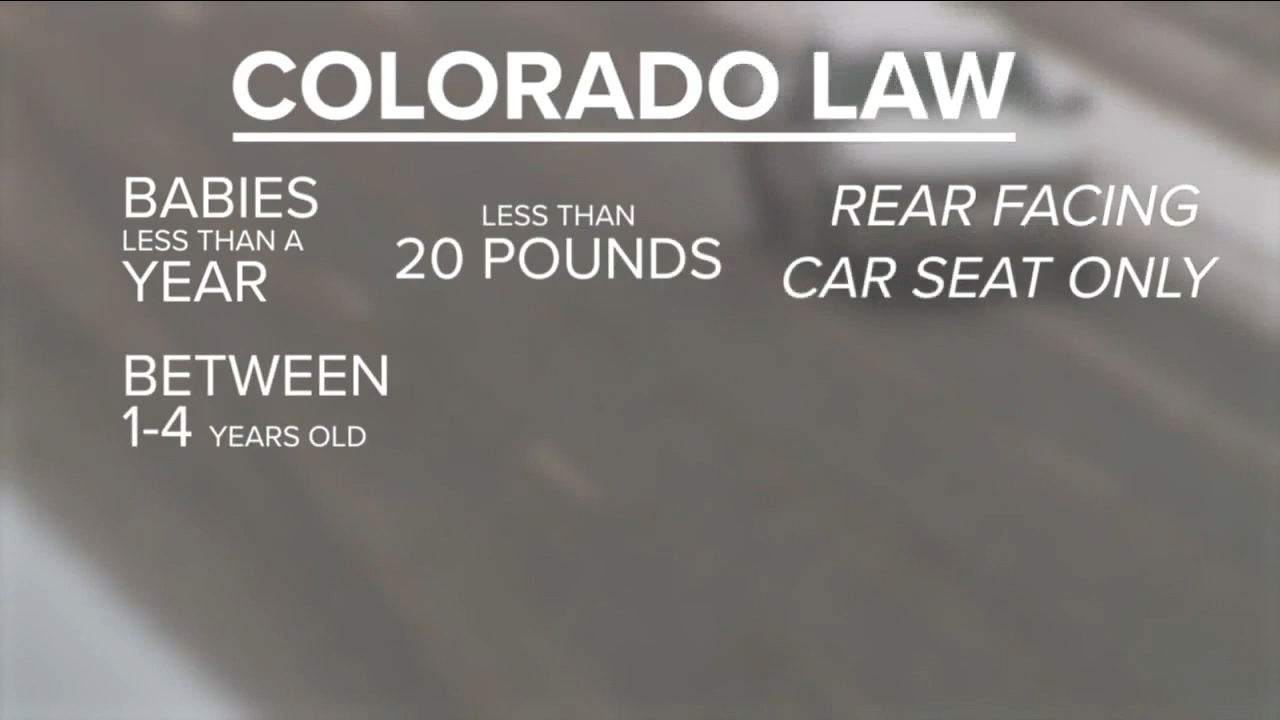 COLORADO LAW
BABIES
LESS THAN A
YEAR
LESS THAN
20 POUNDS
REAR FACING
CAR SEAT ONLY
BETWEEN
1-4 YEARS OLD